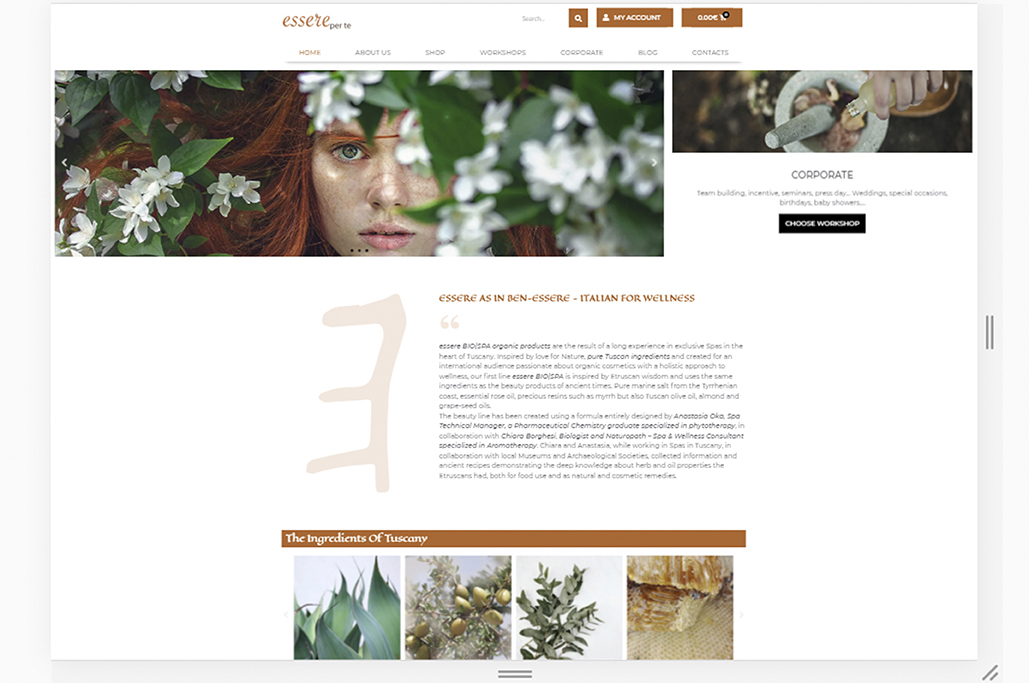 essere per te
Search...
MY ACCOUNT
0.00€ 0
HOME
ABOUT US
SHOP
WORKSHOPS
CORPORATE
BLOG
CONTACTS
CORPORATE
Team building, incentive, seminars, press day... Weddings, special occasions,
birthdays, baby showers....
CHOOSE WORKSHOP
ESSERE AS IN BEN-ESSERE - ITALIAN FOR WELLNESS
“
essere BIO|SPA organic products are the result of a long experience in exclusive Spas in the
heart of Tuscany. Inspired by love for Nature, pure Tuscan ingredients and created for an
international audience passionate about organic cosmetics with a holistic approach to
wellness, our first line essere BIO|SPA is inspired by Etruscan wisdom and uses the same
ingredients as the beauty products of ancient times. Pure marine salt from the Tyrrhenian
coast, essential rose oil, precious resins such as myrrh but also Tuscan olive oil, almond and
grape-seed oils.
The beauty line has been created using a formula entirely designed by Anastasia Oka, Spa
Technical Manager, a Pharmaceutical Chemistry graduate specialized in phytotherapy, in
collaboration with Chiara Borghesi, Biologist and Naturopath – Spa & Wellness Consultant
specialized in Aromatherapy. Chiara and Anastasia, while working in Spas in Tuscany, in
collaboration with local Museums and Archaeological Societies, collected information and
ancient recipes demonstrating the deep knowledge about herb and oil properties the
Etruscans had, both for food use and as natural and cosmetic remedies.
The Ingredients Of Tuscany